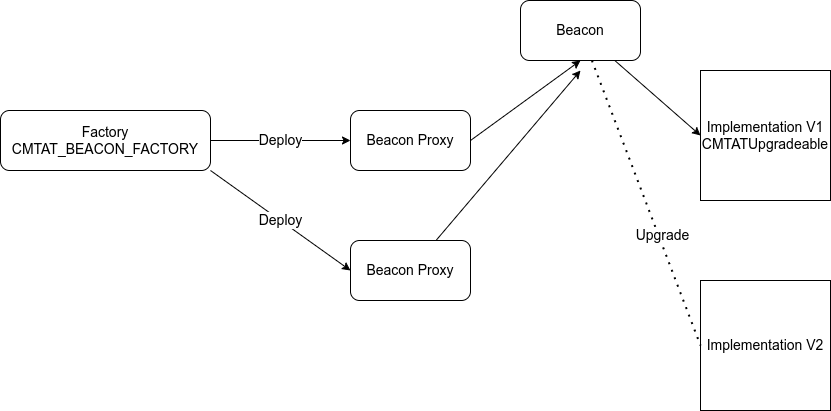 Beacon
Factory
CMTAT_BEACON_FACTORY
Deploy
Beacon Proxy
Implementation V1
CMTATUpgradeable
Deploy
Upgrade
Beacon Proxy
Implementation V2